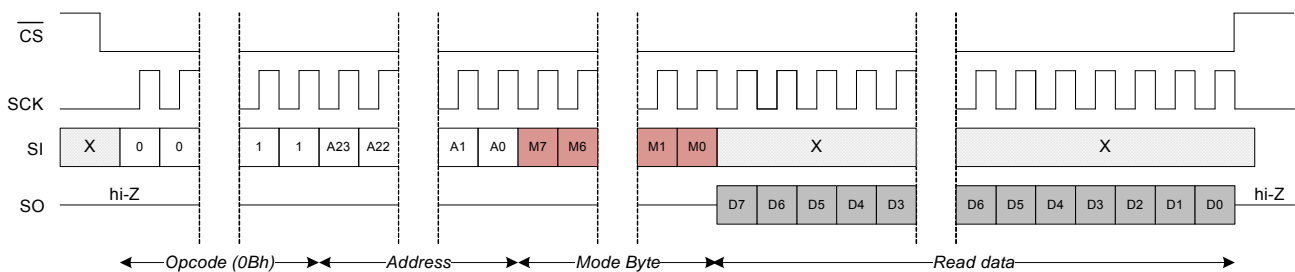 CS
SCK
SI X 0 0 1 1 A23 A22 A1 A0 M7 M6 M1 M0 X X
hi-Z hi-Z
SO D7 D6 D5 D4 D3 D6 D5 D4 D3 D2 D1 D0
Opcode (0Bh) Address Mode Byte Read data